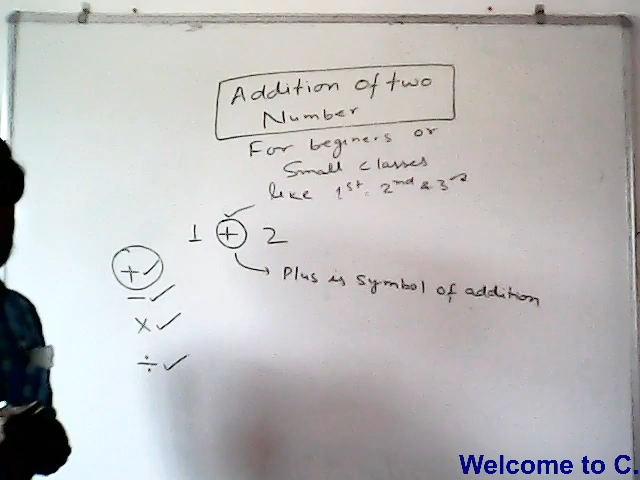 Addition of two
Number
For beginers or
Small classes
like 1st. 2nd & 3rd
1 + 2
Plus is symbol of addition
+ ✓
− ✓
× ✓
÷ ✓
Welcome to C.